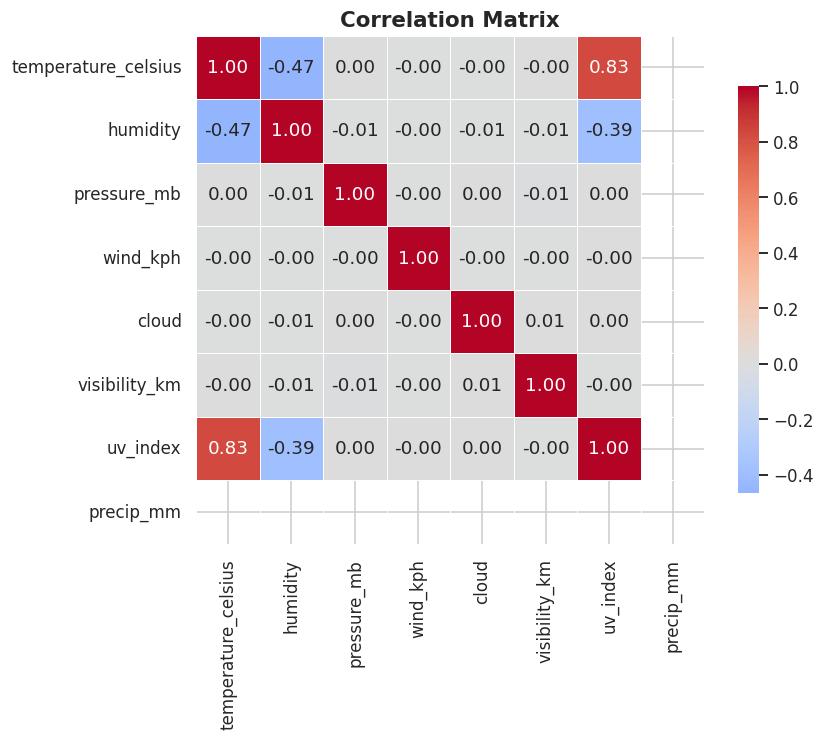 Correlation Matrix
temperature_celsius 1.00 -0.47 0.00 -0.00 -0.00 -0.00 0.83
humidity -0.47 1.00 -0.01 -0.00 -0.01 -0.01 -0.39
pressure_mb 0.00 -0.01 1.00 -0.00 0.00 -0.01 0.00
wind_kph -0.00 -0.00 -0.00 1.00 -0.00 -0.00 -0.00
cloud -0.00 -0.01 0.00 -0.00 1.00 0.01 0.00
visibility_km -0.00 -0.01 -0.01 -0.00 0.01 1.00 -0.00
uv_index 0.83 -0.39 0.00 -0.00 0.00 -0.00 1.00
precip_mm
temperature_celsius
humidity
pressure_mb
wind_kph
cloud
visibility_km
uv_index
precip_mm
1.0
0.8
0.6
0.4
0.2
0.0
−0.2
−0.4